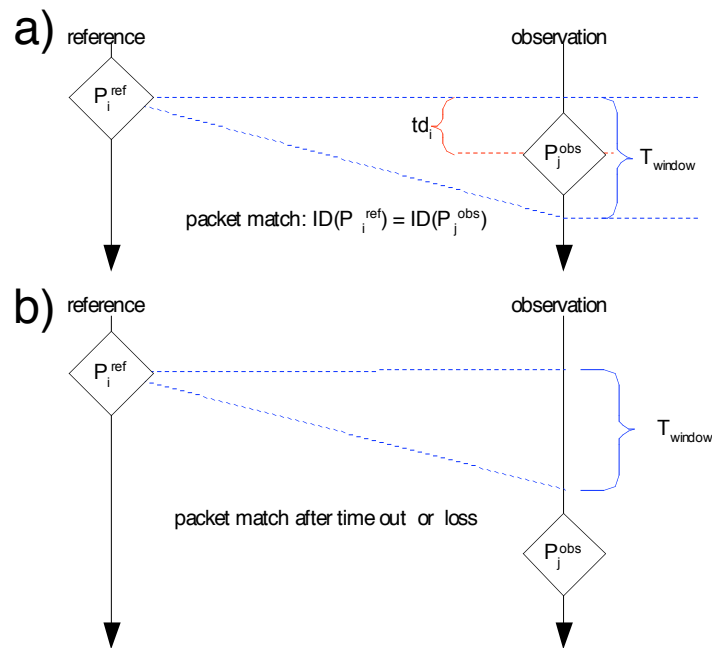 a)
reference
observation
P_i^ref
td_i
P_j^obs
T_window
packet match: ID(P_i^ref) = ID(P_j^obs)
b)
reference
observation
P_i^ref
T_window
packet match after time out or loss
P_j^obs